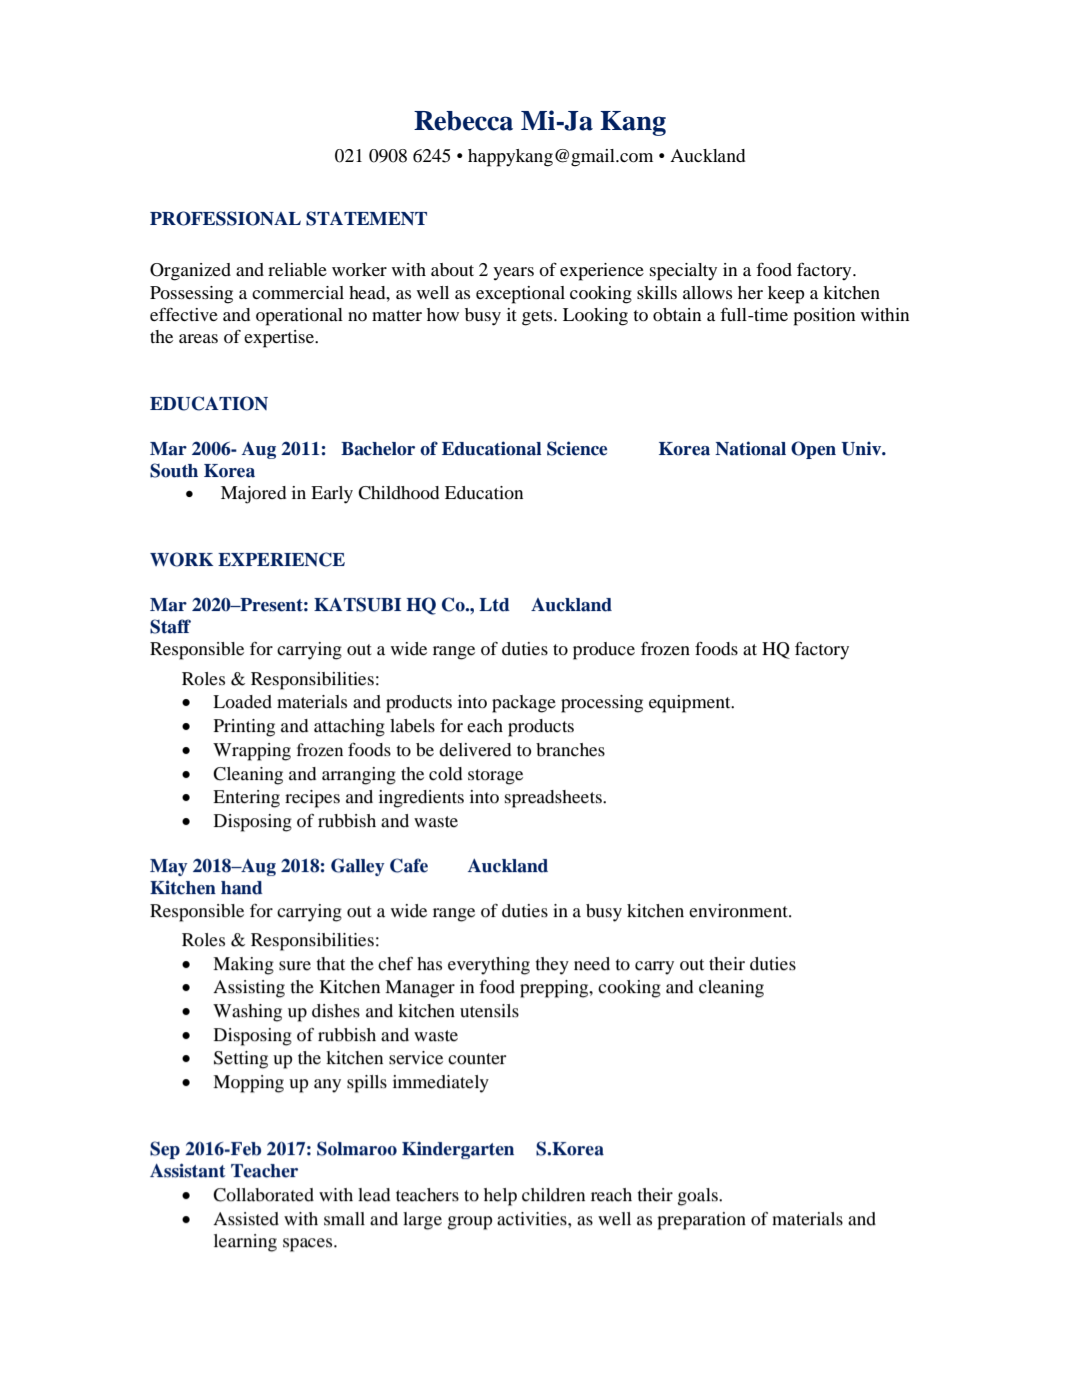 Rebecca Mi-Ja Kang
021 0908 6245 • happykang@gmail.com • Auckland
PROFESSIONAL STATEMENT
Organized and reliable worker with about 2 years of experience specialty in a food factory.
Possessing a commercial head, as well as exceptional cooking skills allows her keep a kitchen
effective and operational no matter how busy it gets. Looking to obtain a full-time position within
the areas of expertise.
EDUCATION
Mar 2006- Aug 2011: Bachelor of Educational Science Korea National Open Univ.
South Korea
• Majored in Early Childhood Education
WORK EXPERIENCE
Mar 2020–Present: KATSUBI HQ Co., Ltd Auckland
Staff
Responsible for carrying out a wide range of duties to produce frozen foods at HQ factory
Roles & Responsibilities:
• Loaded materials and products into package processing equipment.
• Printing and attaching labels for each products
• Wrapping frozen foods to be delivered to branches
• Cleaning and arranging the cold storage
• Entering recipes and ingredients into spreadsheets.
• Disposing of rubbish and waste
May 2018–Aug 2018: Galley Cafe Auckland
Kitchen hand
Responsible for carrying out a wide range of duties in a busy kitchen environment.
Roles & Responsibilities:
• Making sure that the chef has everything they need to carry out their duties
• Assisting the Kitchen Manager in food prepping, cooking and cleaning
• Washing up dishes and kitchen utensils
• Disposing of rubbish and waste
• Setting up the kitchen service counter
• Mopping up any spills immediately
Sep 2016-Feb 2017: Solmaroo Kindergarten S.Korea
Assistant Teacher
• Collaborated with lead teachers to help children reach their goals.
• Assisted with small and large group activities, as well as preparation of materials and
learning spaces.